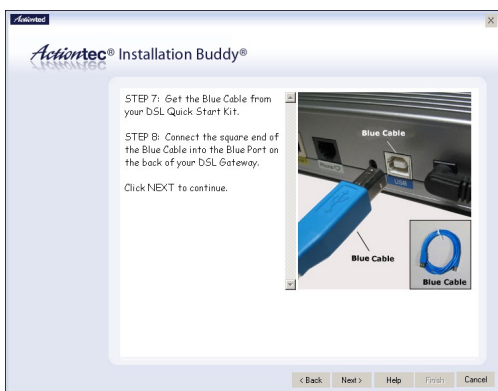 Actiontec
Actiontec® Installation Buddy®
STEP 7: Get the Blue Cable from
your DSL Quick Start Kit.
STEP 8: Connect the square end of
the Blue Cable into the Blue Port on
the back of your DSL Gateway.
Click NEXT to continue.
Blue Cable
Phone
USB
Blue Cable
Blue Cable
< Back
Next >
Help
Finish
Cancel